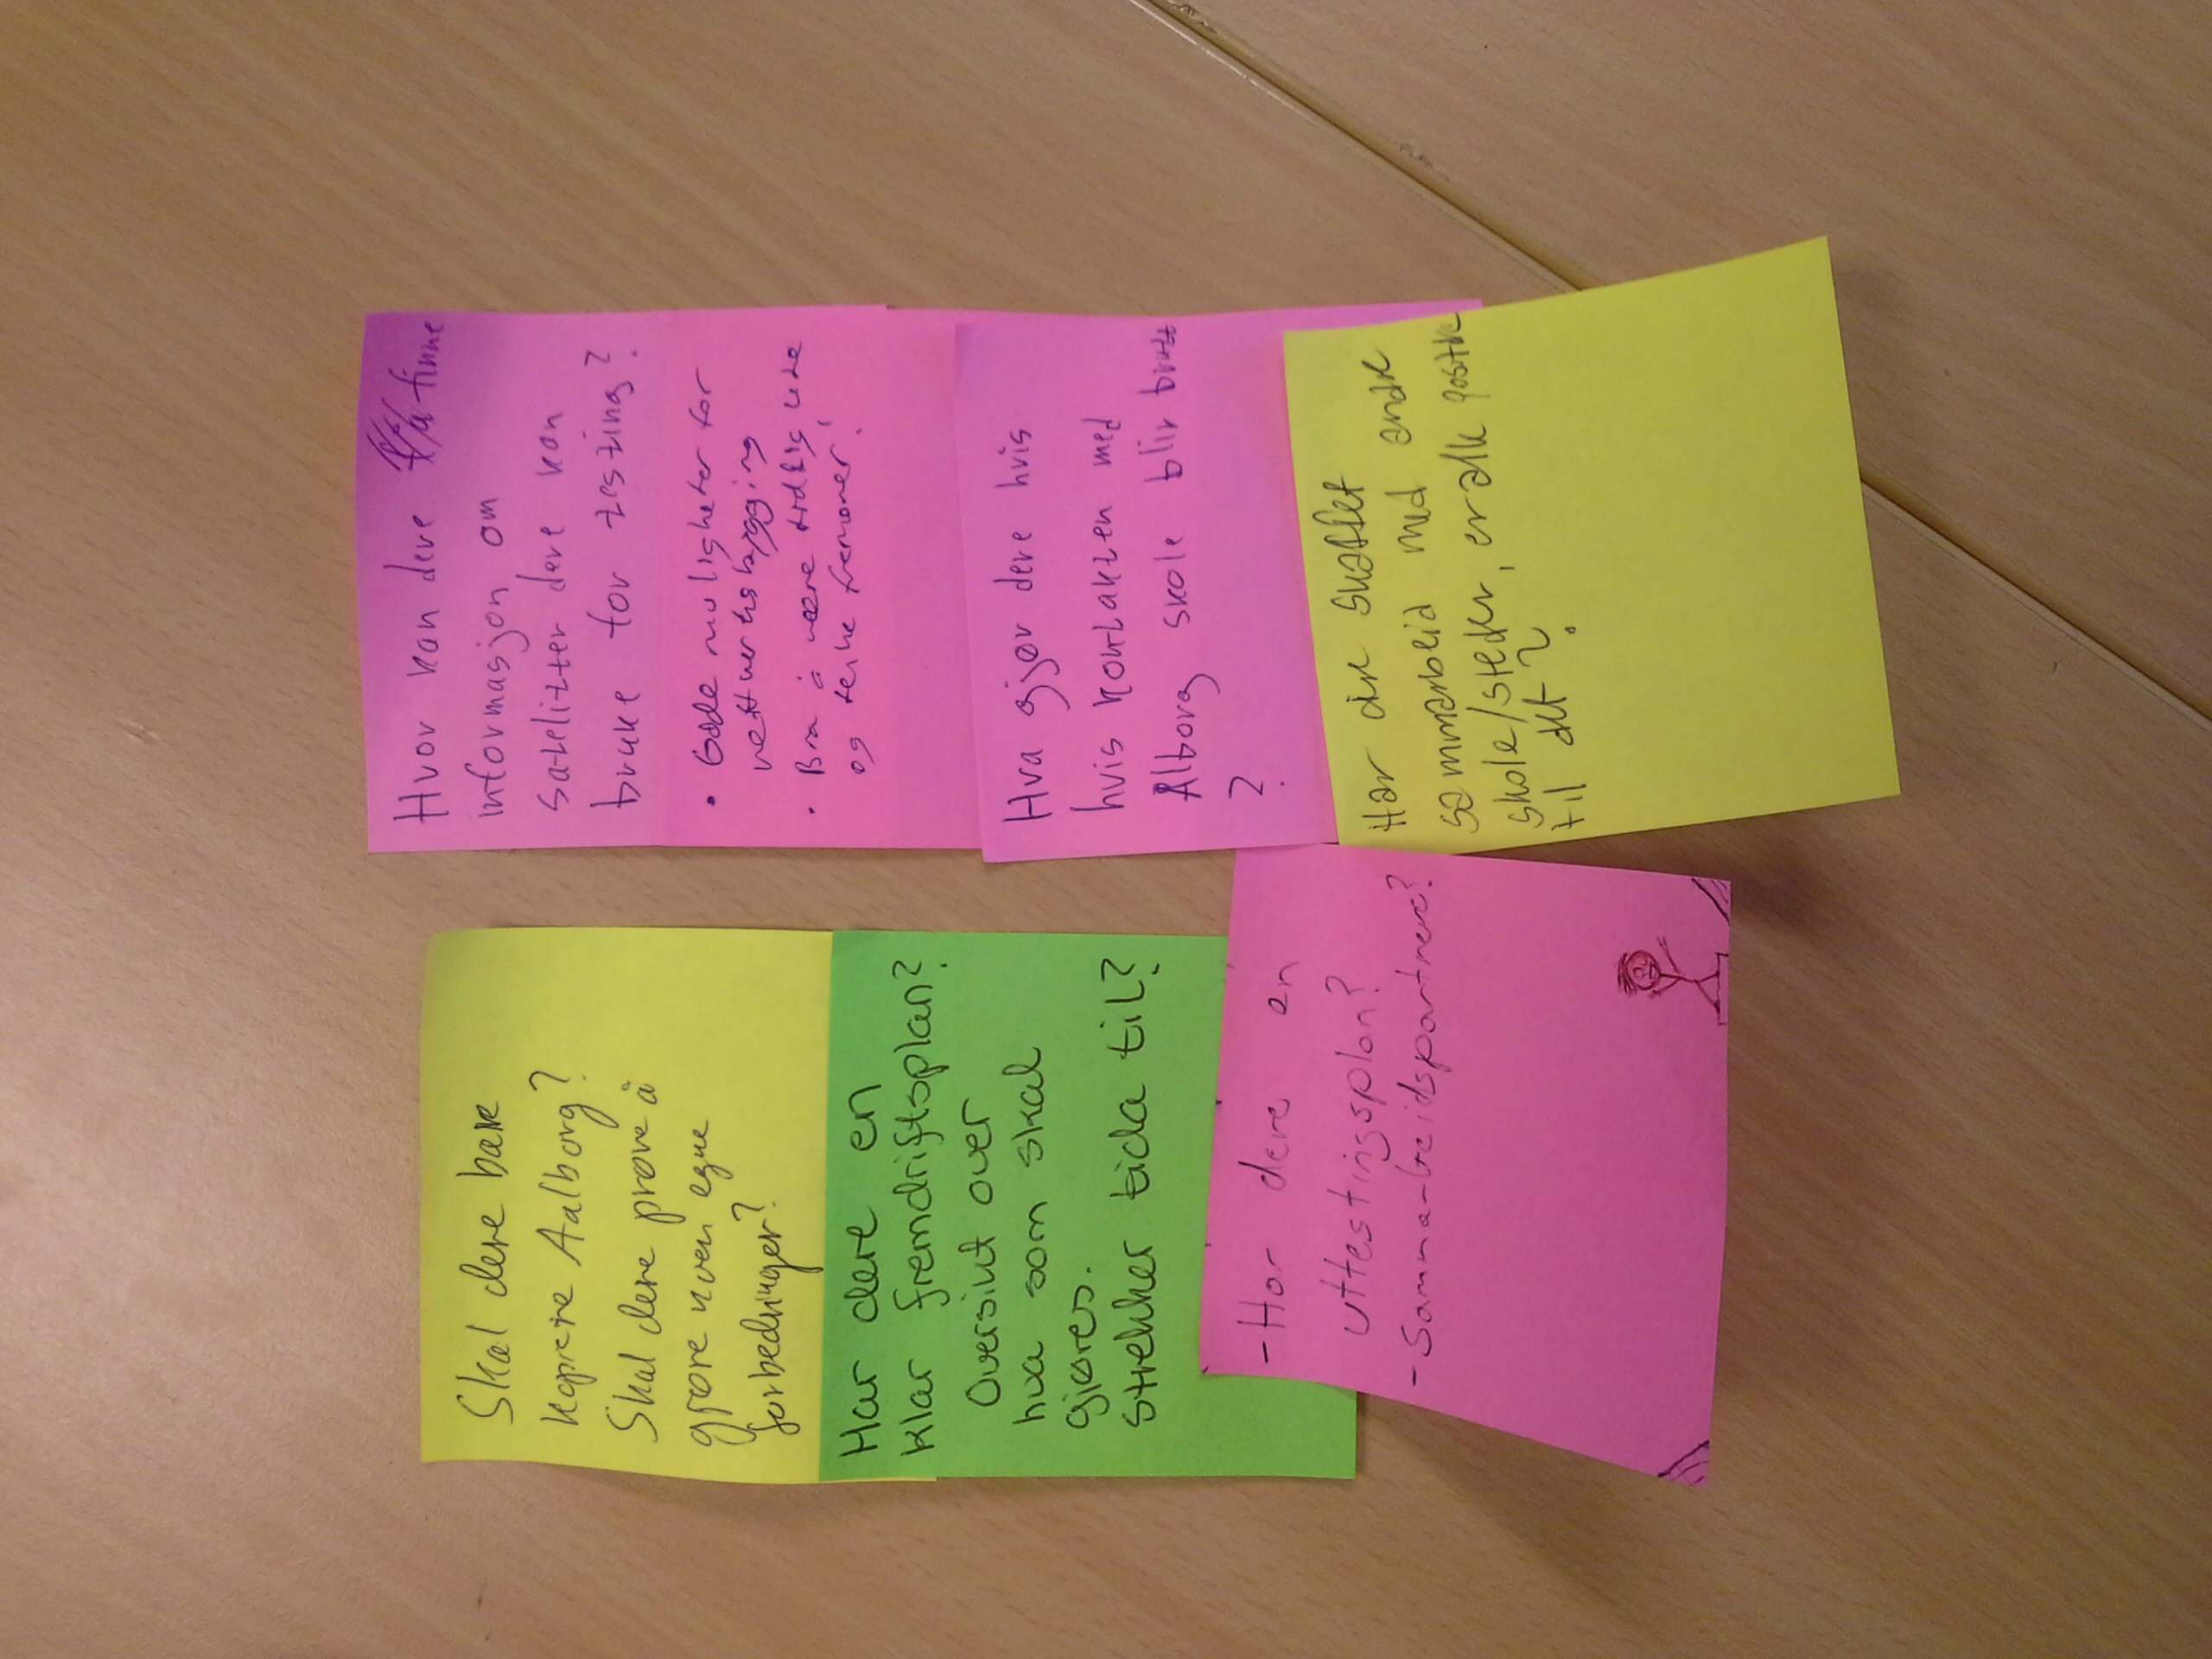 Skal dere bare
kopiere Aalborg?
Skal dere prøve å
gjøre noen egne
forbedringer?
Har dere en
klar fremdriftsplan?
Oversikt over
hva som skal
gjøres.
Strekker tida til?
- Har dere en
uttestingsplan?
- Samma-beidspartnere?
Hvor kan dere finne
informasjon om
satelitter dere kan
bruke for testing?
• Gode muligheter for
nettverksbygging
• Bra å være tidlig ute
og tenke fremover!
Hva gjør dere hvis
hvis kontakten med
Alborg skole blir brutt
?
Har dere skaffet
sammarbeid med andre
skole/steder, er alle positive
til det?